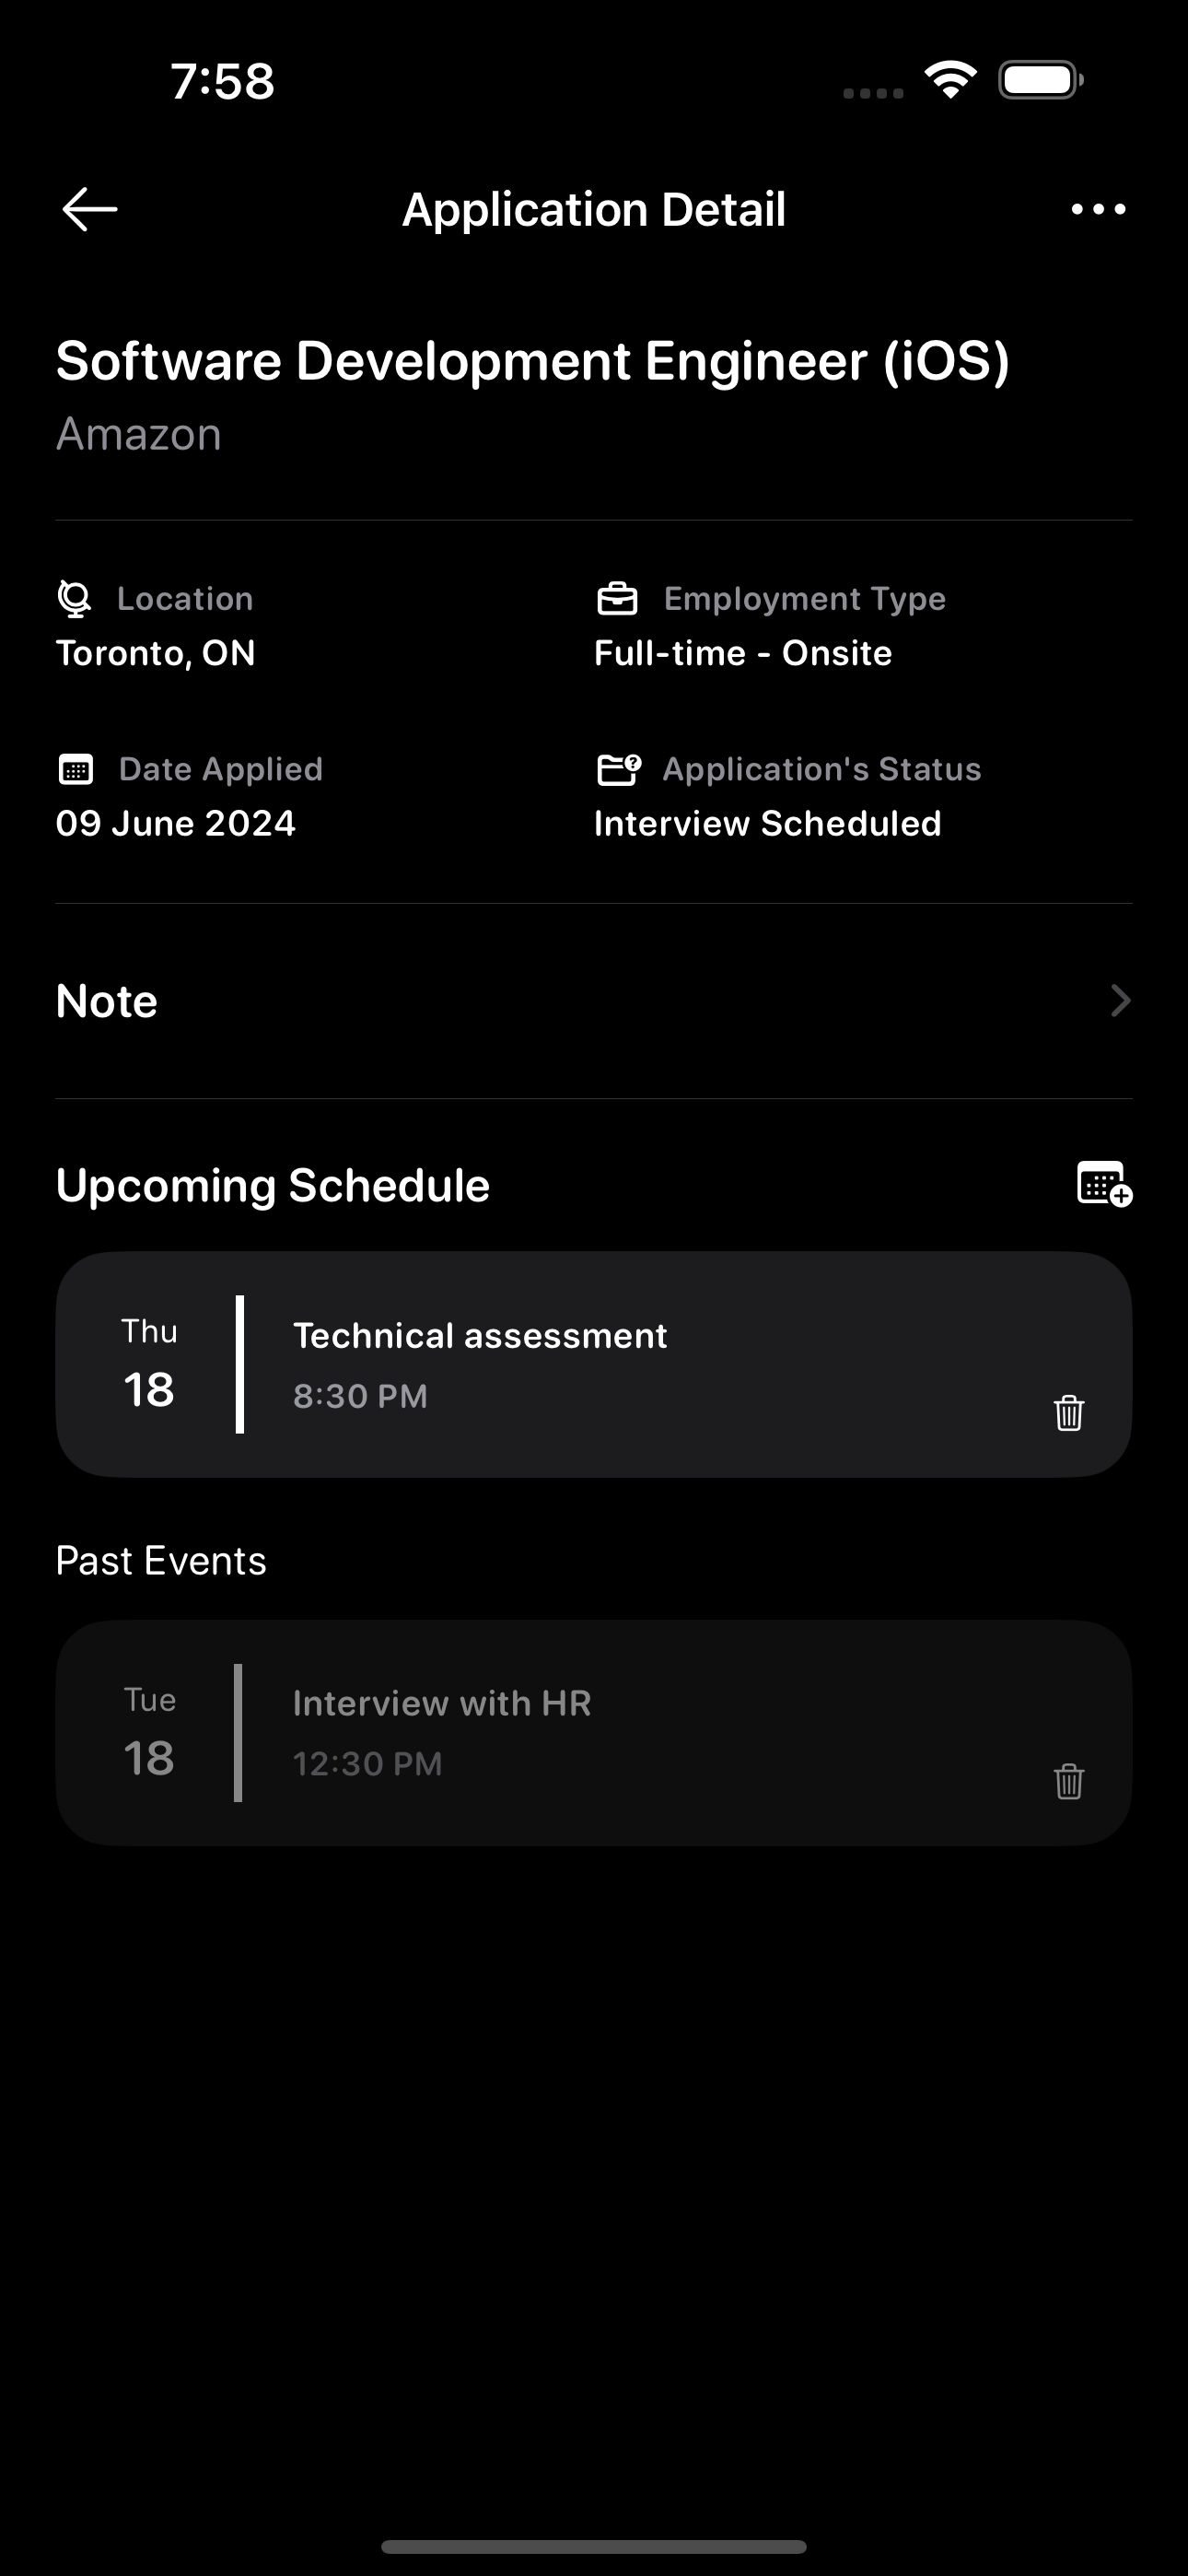 7:58
Application Detail
Software Development Engineer (iOS)
Amazon
Location
Employment Type
Toronto, ON
Full-time - Onsite
Date Applied
Application's Status
09 June 2024
Interview Scheduled
Note
Upcoming Schedule
Thu
18
Technical assessment
8:30 PM
Past Events
Tue
18
Interview with HR
12:30 PM